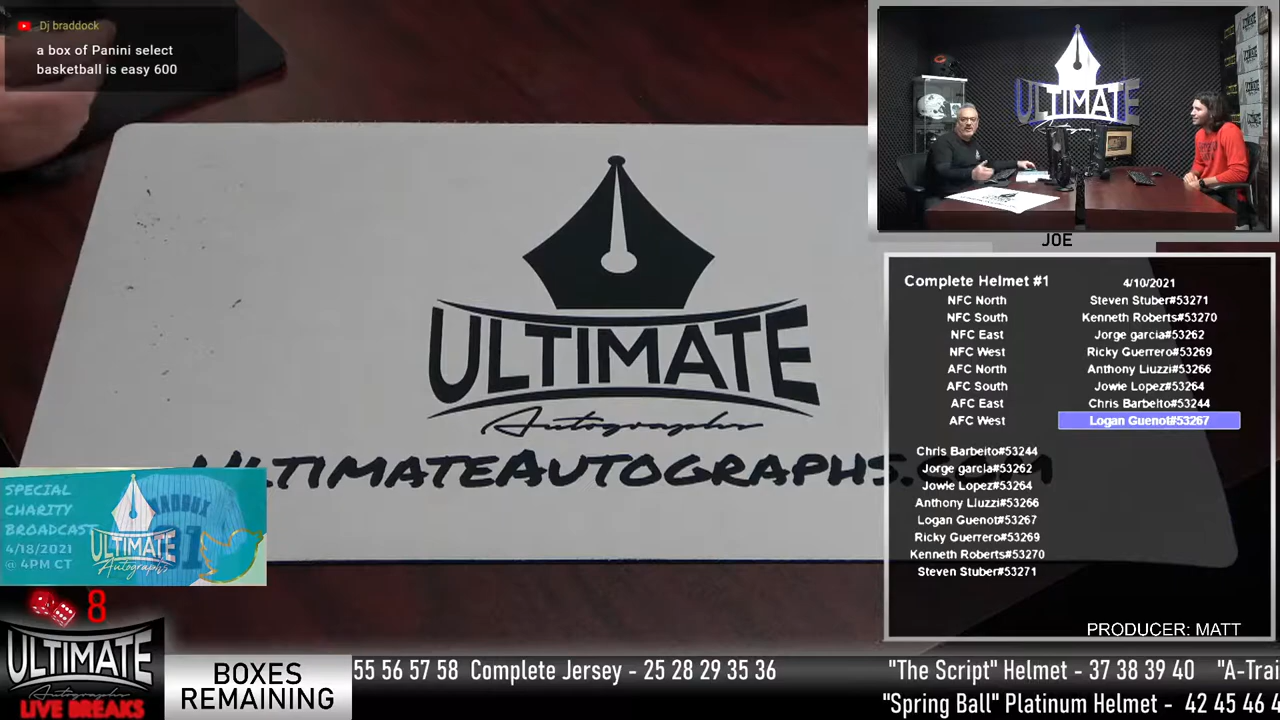 Dj braddock
a box of Panini select
basketball is easy 600
ULTIMATE
ULTIMATE
Autographs
ULTIMATEAUTOGRAPHS.COM
JOE
Complete Helmet #1 4/10/2021
NFC North Steven Stuber#53271
NFC South Kenneth Roberts#53270
NFC East Jorge garcia#53262
NFC West Ricky Guerrero#53269
AFC North Anthony Liuzzi#53266
AFC South Jowie Lopez#53264
AFC East Chris Barbeito#53244
AFC West Logan Guenot#53267
Chris Barbeito#53244
Jorge garcia#53262
Jowie Lopez#53264
Anthony Liuzzi#53266
Logan Guenot#53267
Ricky Guerrero#53269
Kenneth Roberts#53270
Steven Stuber#53271
PRODUCER: MATT
SPECIAL
CHARITY
BROADCAST
4/18/2021
@ 4PM CT
ULTIMATE
Autographs
8
ULTIMATE
Autographs
LIVE BREAKS
BOXES
REMAINING
55 56 57 58 Complete Jersey - 25 28 29 35 36 "The Script" Helmet - 37 38 39 40 "A-Trai
"Spring Ball" Platinum Helmet - 42 45 46 4